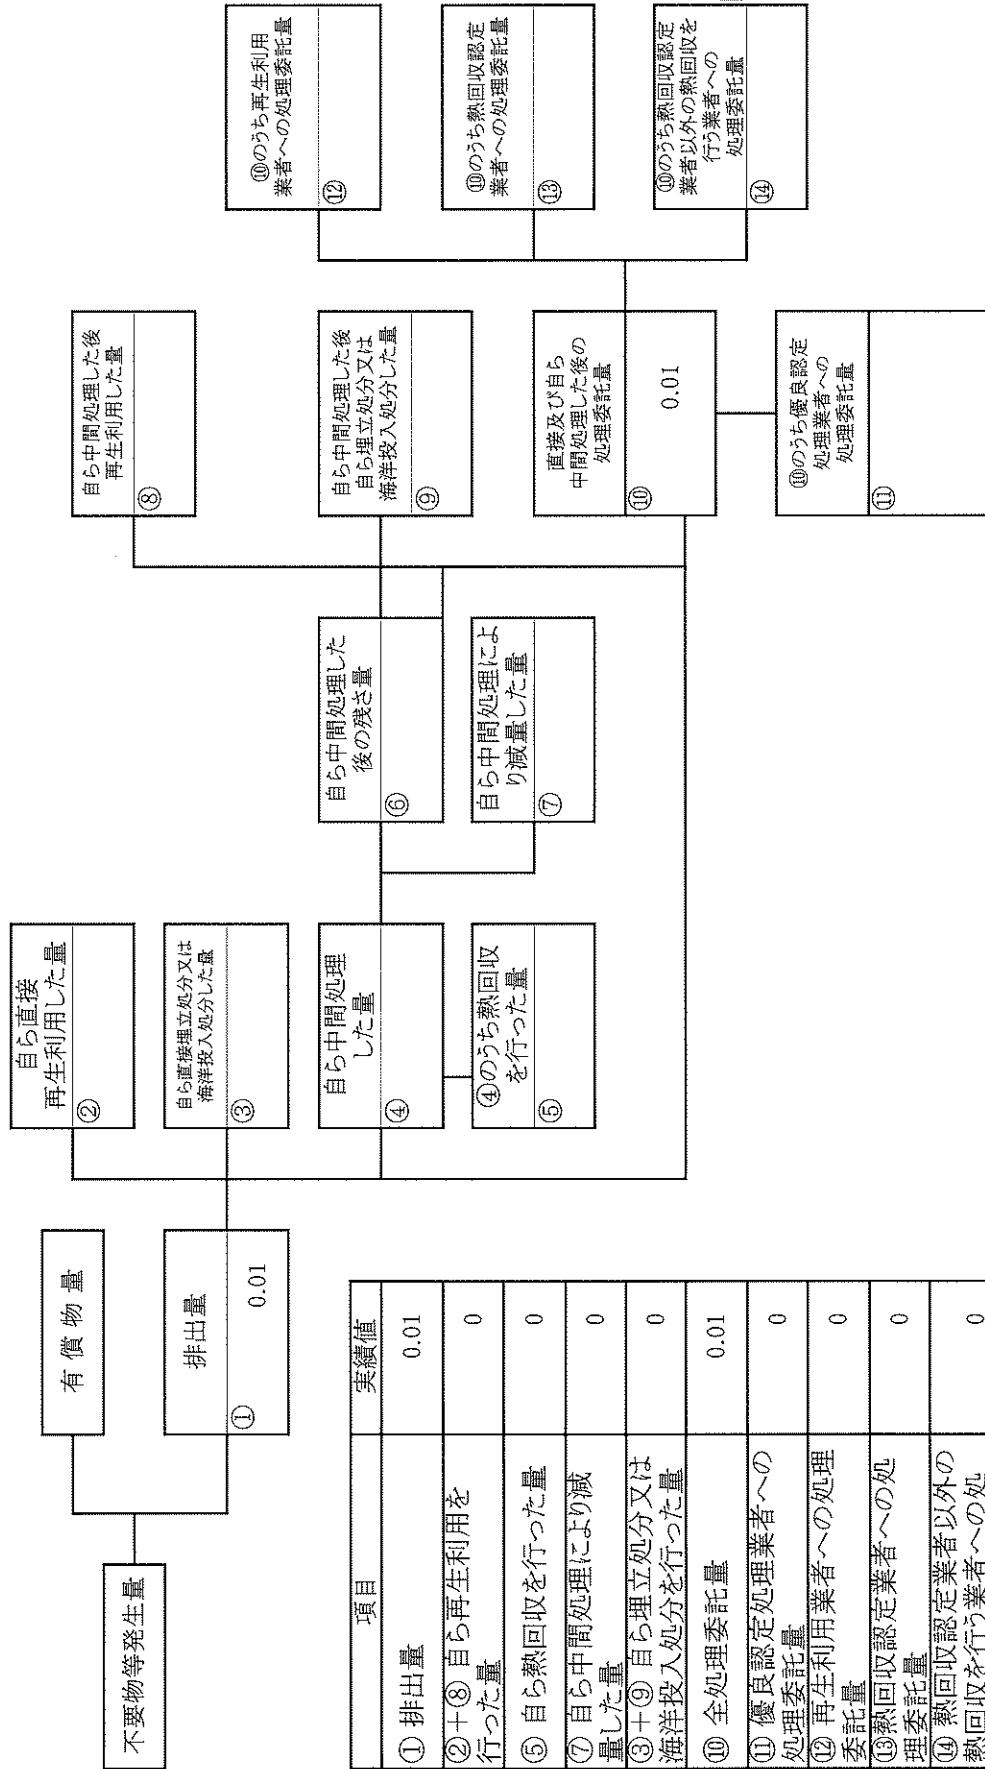 不要物等発生量
有償物量
排出量
①
0.01
自ら直接
再生利用した量
②
自ら直接埋立処分又は
海洋投入処分した量
③
自ら中間処理
した量
④
④のうち熱回収
を行った量
⑤
自ら中間処理した
後の残さ量
⑥
自ら中間処理によ
り減量した量
⑦
自ら中間処理した後
再生利用した量
⑧
自ら中間処理した後
自ら埋立処分又は
海洋投入処分した量
⑨
直接及び自ら
中間処理した後の
処理委託量
⑩
0.01
⑩のうち優良認定
処理業者への
処理委託量
⑪
⑩のうち再生利用
業者への処理委託量
⑫
⑩のうち熱回収認定
業者への処理委託量
⑬
⑩のうち熱回収認定
業者以外の熱回収を
行う業者への
処理委託量
⑭
項目 実績値
①排出量 0.01
②+⑧自ら再生利用を
行った量 0
⑤自ら熱回収を行った量 0
⑦自ら中間処理により減
量した量 0
③+⑨自ら埋立処分又は
海洋投入処分を行った量 0
⑩全処理委託量 0.01
⑪優良認定処理業者への
処理委託量 0
⑫再生利用業者への処理
委託量 0
⑬熱回収認定業者への処
理委託量 0
⑭熱回収認定業者以外の
熱回収を行う業者への処 0